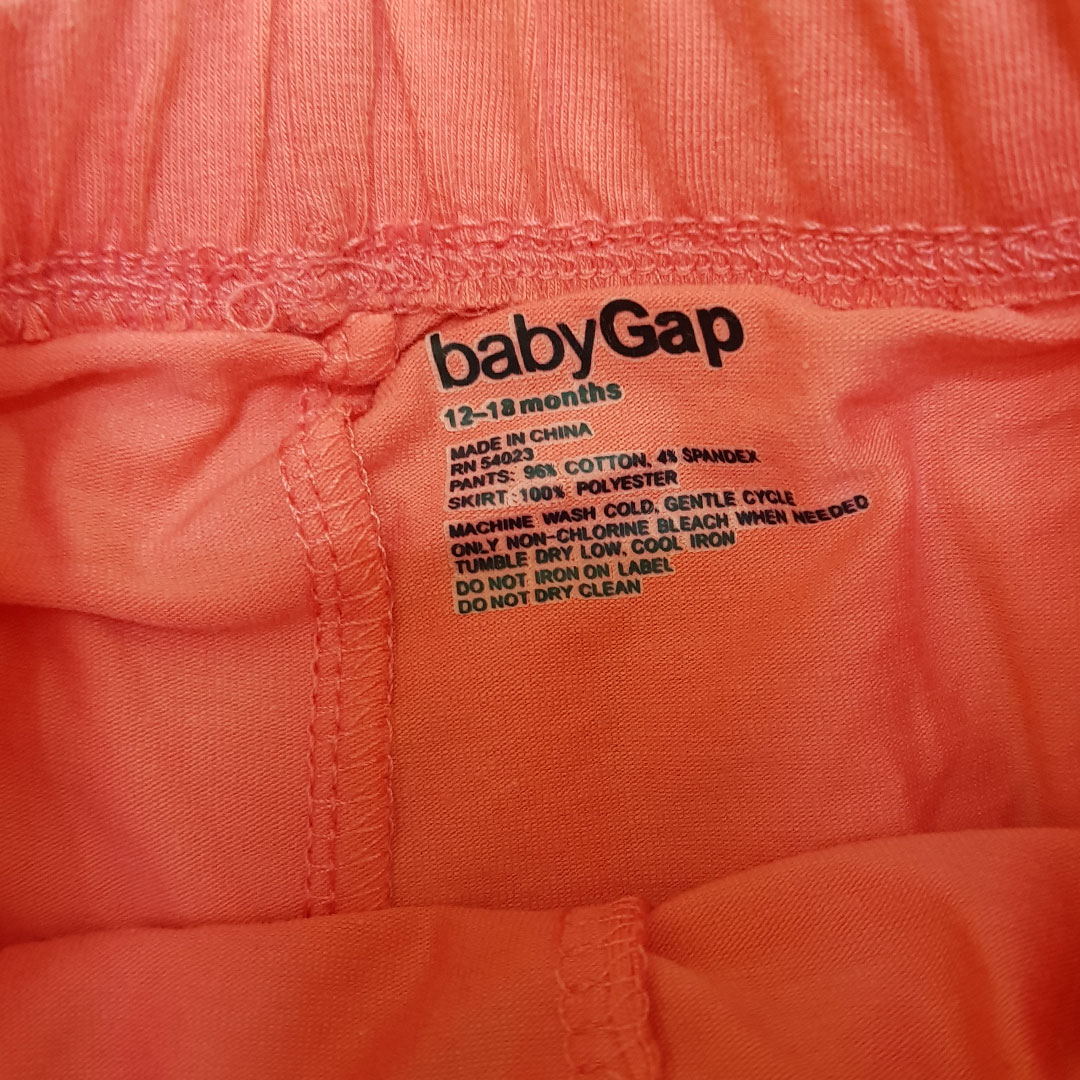 babyGap
12-18 months
MADE IN CHINA
RN 54023
PANTS: 96% COTTON, 4% SPANDEX
SKIRT: 100% POLYESTER
MACHINE WASH COLD, GENTLE CYCLE
ONLY NON-CHLORINE BLEACH WHEN NEEDED
TUMBLE DRY LOW, COOL IRON
DO NOT IRON ON LABEL
DO NOT DRY CLEAN